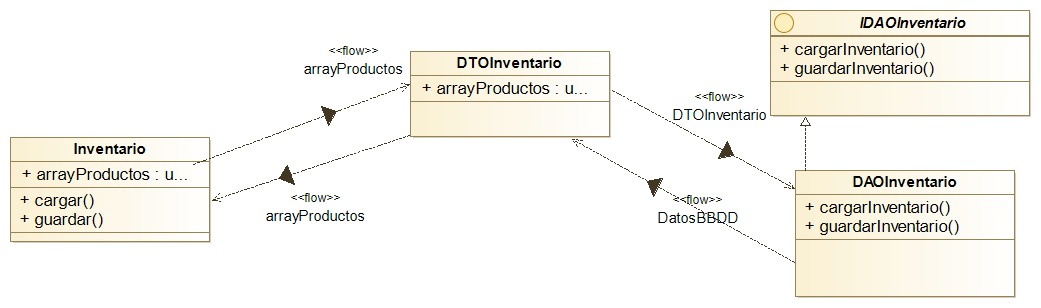 IDAOInventario
+ cargarInventario()
+ guardarInventario()
<<flow>>
arrayProductos
DTOInventario
+ arrayProductos : u...
<<flow>>
DTOInventario
Inventario
+ arrayProductos : u...
+ cargar()
+ guardar()
<<flow>>
arrayProductos
<<flow>>
DatosBBDD
DAOInventario
+ cargarInventario()
+ guardarInventario()